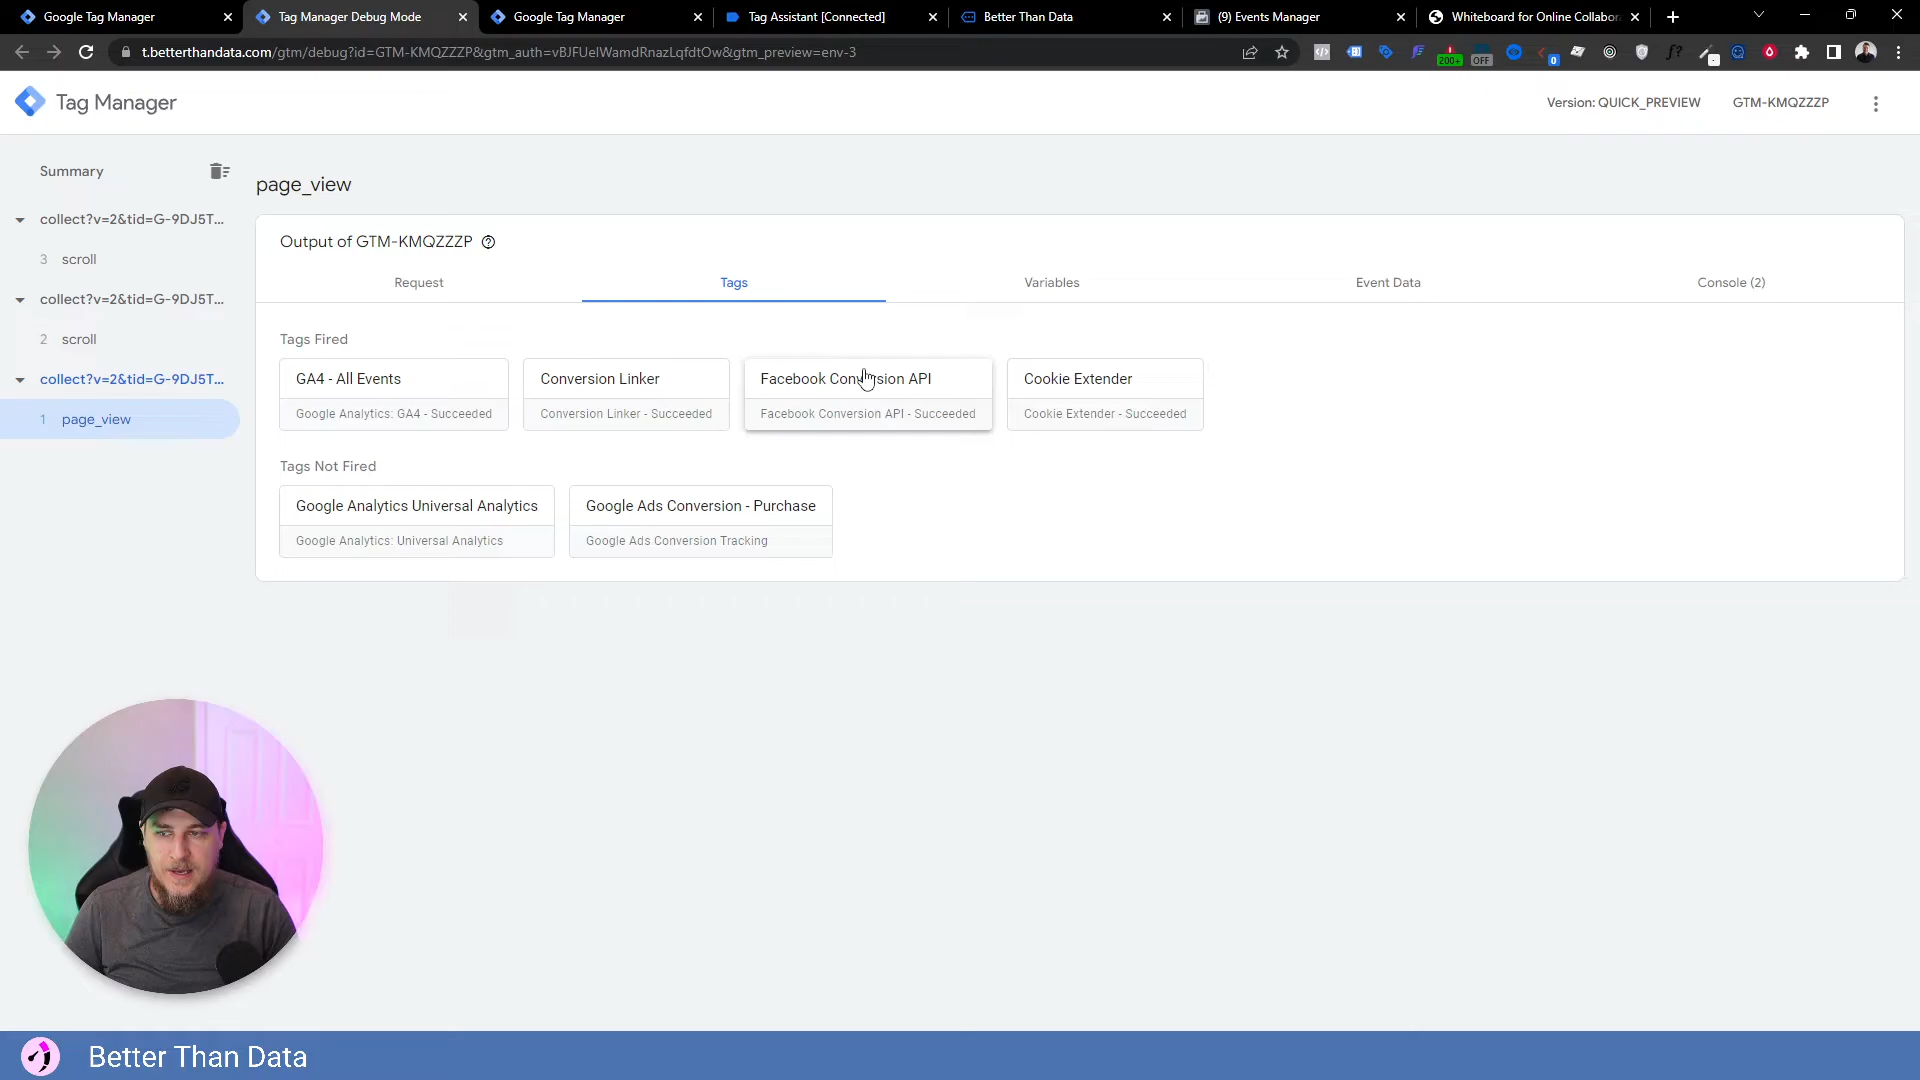 Google Tag Manager
Tag Manager Debug Mode
Google Tag Manager
Tag Assistant [Connected]
Better Than Data
(9) Events Manager
Whiteboard for Online Collabor
t.betterthandata.com/gtm/debug?id=GTM-KMQZZZP&gtm_auth=vBJFUelWamdRnazLqfdtOw&gtm_preview=env-3
200+
OFF
0
f?
Tag Manager
Version: QUICK_PREVIEW
GTM-KMQZZZP
Summary
collect?v=2&tid=G-9DJ5T...
3 scroll
collect?v=2&tid=G-9DJ5T...
2 scroll
collect?v=2&tid=G-9DJ5T...
1 page_view
page_view
Output of GTM-KMQZZZP
Request
Tags
Variables
Event Data
Console (2)
Tags Fired
GA4 - All Events
Google Analytics: GA4 - Succeeded
Conversion Linker
Conversion Linker - Succeeded
Facebook Conversion API
Facebook Conversion API - Succeeded
Cookie Extender
Cookie Extender - Succeeded
Tags Not Fired
Google Analytics Universal Analytics
Google Analytics: Universal Analytics
Google Ads Conversion - Purchase
Google Ads Conversion Tracking
Better Than Data